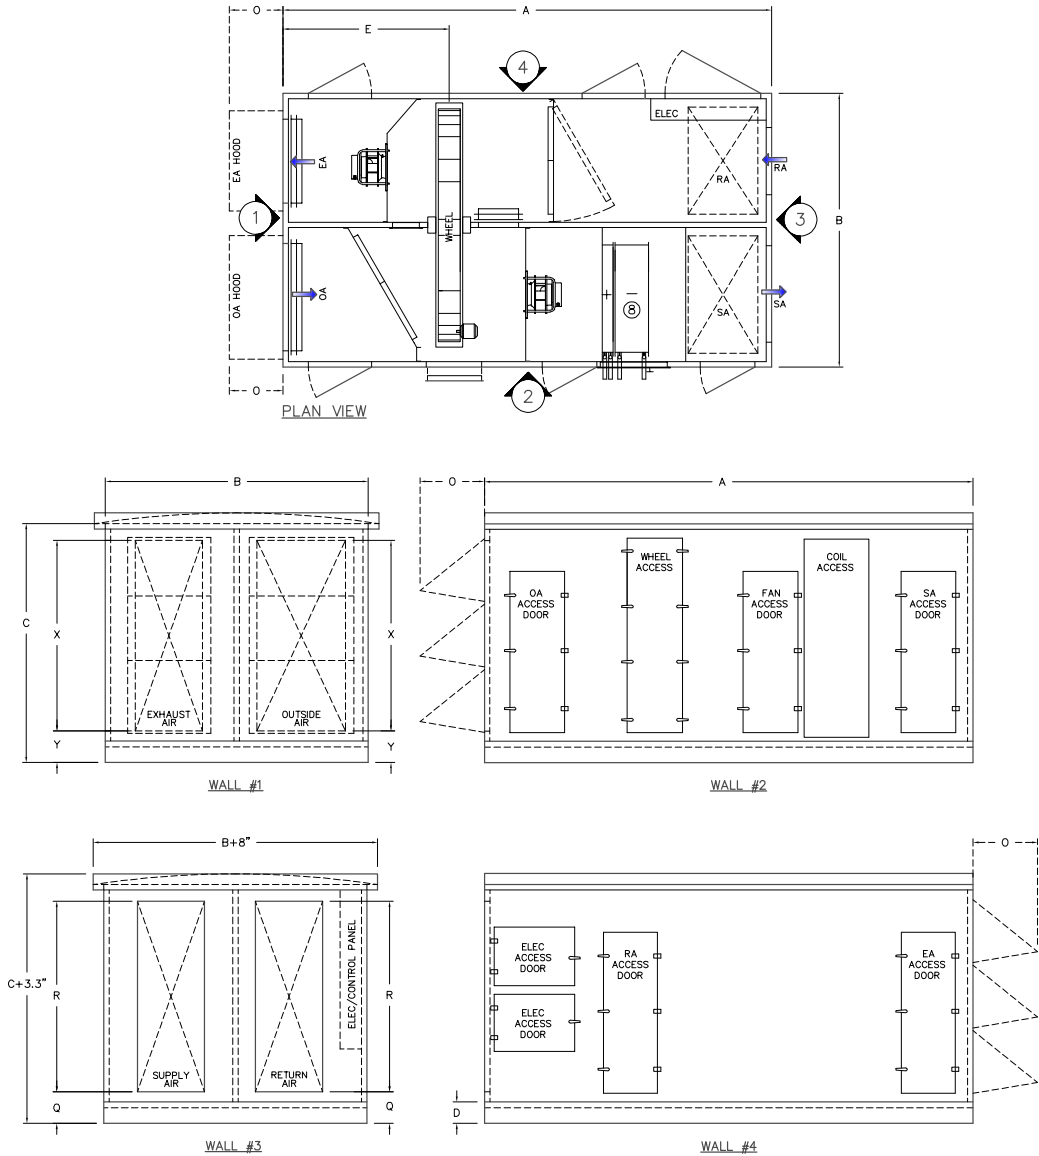 O
A
E
4
ELEC
EA HOOD
EA
WHEEL
RA
RA
1
3
B
OA HOOD
OA
8
SA
SA
O
2
PLAN VIEW
B
O
A
C
X
X
EXHAUST
AIR
OUTSIDE
AIR
Y
Y
WALL #1
OA
ACCESS
DOOR
WHEEL
ACCESS
FAN
ACCESS
DOOR
COIL
ACCESS
SA
ACCESS
DOOR
WALL #2
B+8"
C+3.3"
R
R
ELEC/CONTROL PANEL
SUPPLY
AIR
RETURN
AIR
Q
Q
WALL #3
O
ELEC
ACCESS
DOOR
ELEC
ACCESS
DOOR
RA
ACCESS
DOOR
EA
ACCESS
DOOR
D
WALL #4